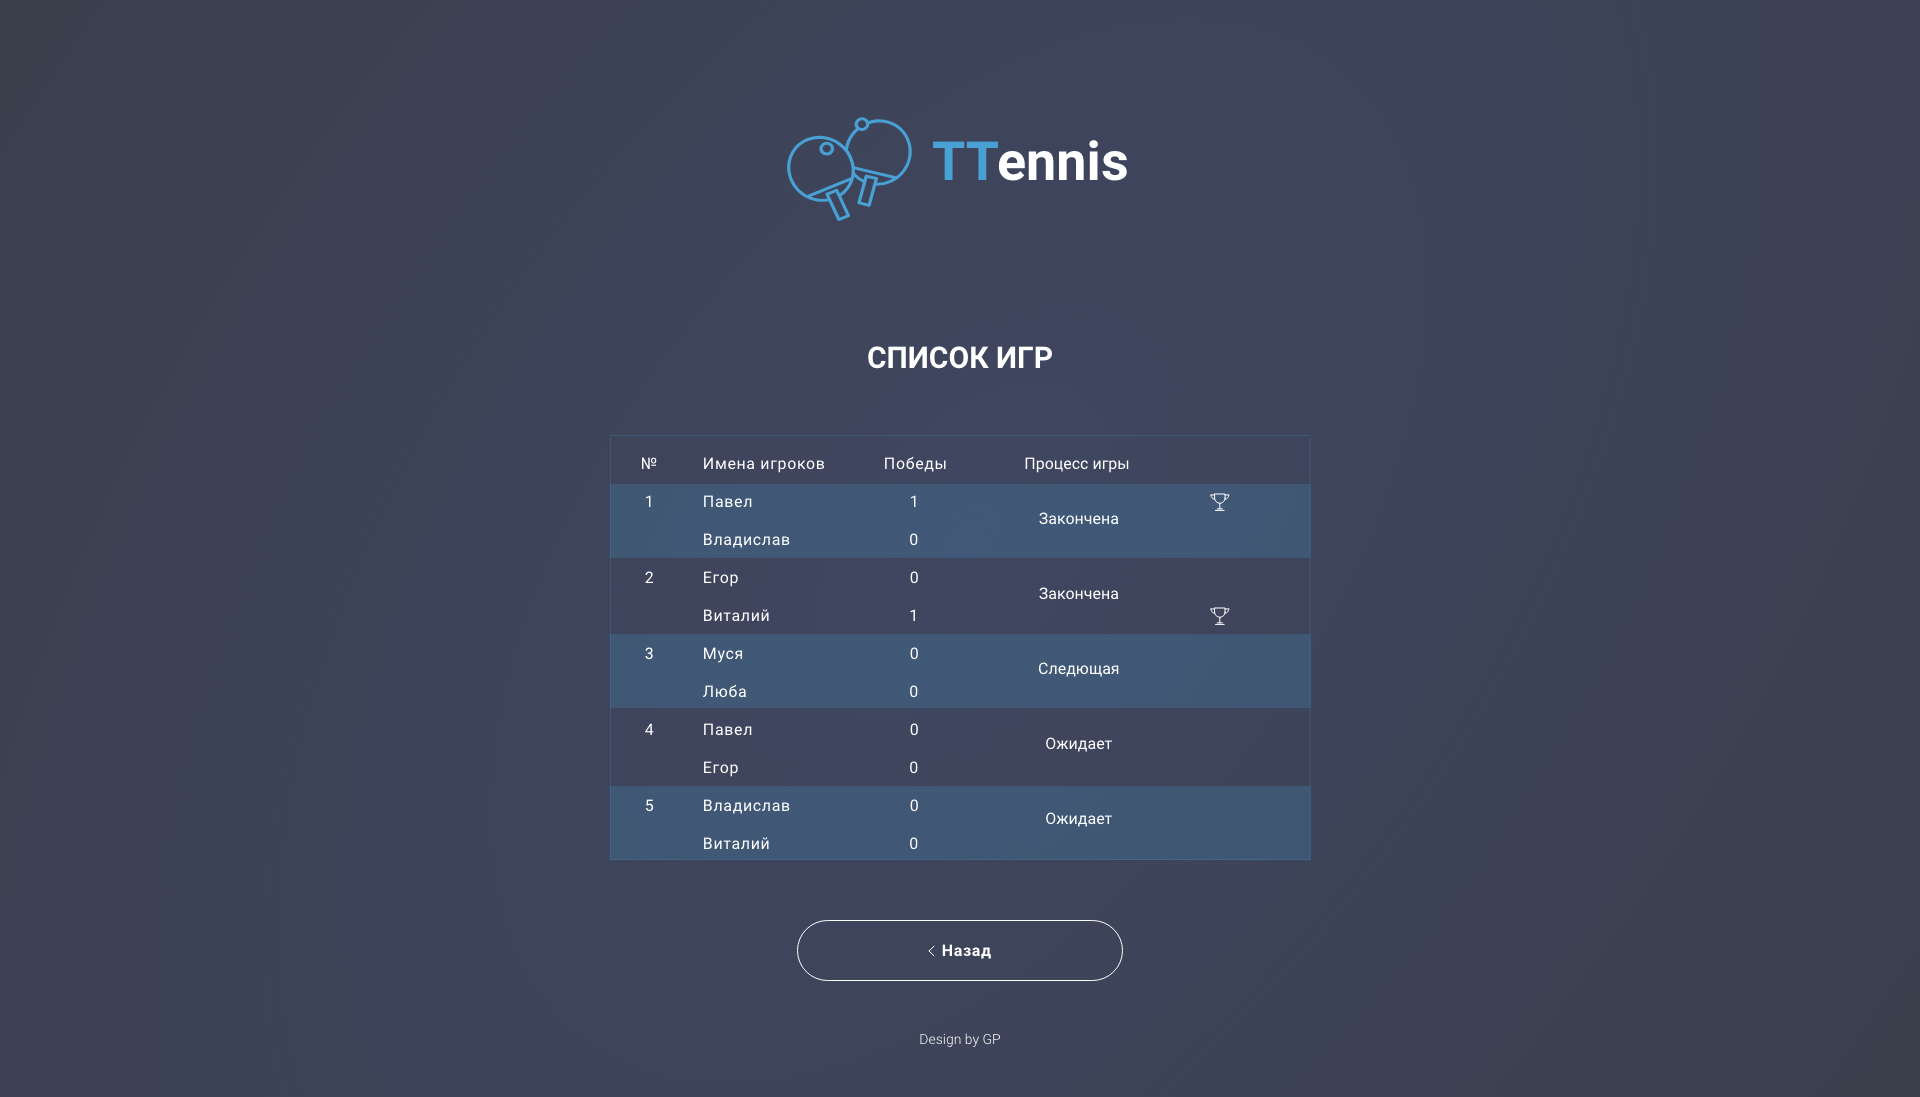 TTennis
СПИСОК ИГР
№ Имена игроков Победы Процесс игры
1 Павел 1
Закончена
Владислав 0
2 Егор 0
Закончена
Виталий 1
3 Муся 0
Следющая
Люба 0
4 Павел 0
Ожидает
Егор 0
5 Владислав 0
Ожидает
Виталий 0
Назад
Design by GP